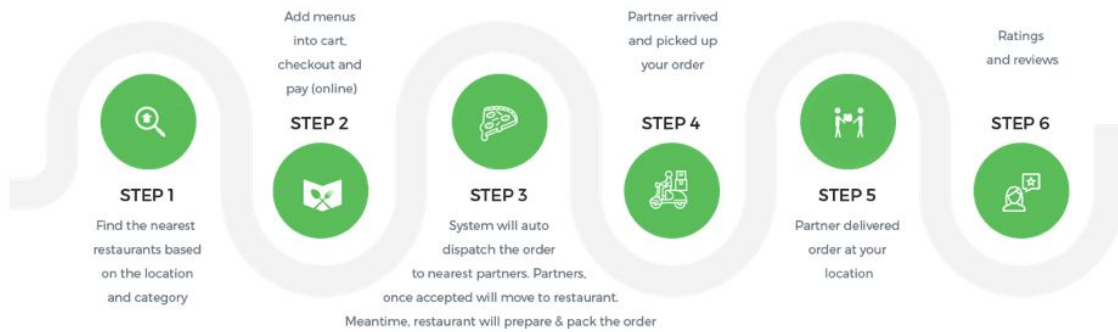 STEP 1
Find the nearest
restaurants based
on the location
and category
Add menus
into cart,
checkout and
pay (online)
STEP 2
STEP 3
System will auto
dispatch the order
to nearest partners. Partners,
once accepted will move to restaurant.
Meantime, restaurant will prepare & pack the order
Partner arrived
and picked up
your order
STEP 4
STEP 5
Partner delivered
order at your
location
Ratings
and reviews
STEP 6